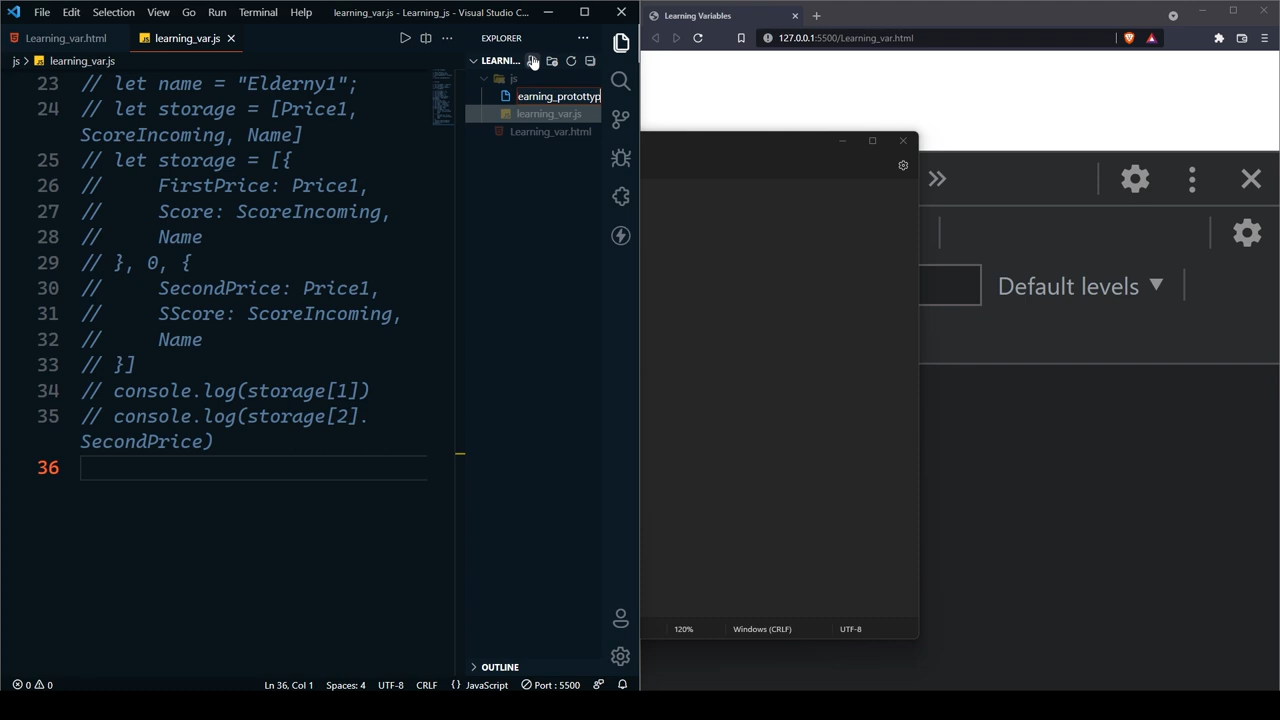 File Edit Selection View Go Run Terminal Help learning_var.js - Learning_js - Visual Studio C...
Learning_var.html learning_var.js
js > learning_var.js
23 // let name = "Elderny1";
24 // let storage = [Price1,
ScoreIncoming, Name]
25 // let storage = [{
26 // FirstPrice: Price1,
27 // Score: ScoreIncoming,
28 // Name
29 // }, 0, {
30 // SecondPrice: Price1,
31 // SScore: ScoreIncoming,
32 // Name
33 // }]
34 // console.log(storage[1])
35 // console.log(storage[2].
SecondPrice)
36
EXPLORER
LEARNI...
js
earning_protottyp
learning_var.js
Learning_var.html
OUTLINE
0 0 Ln 36, Col 1 Spaces: 4 UTF-8 CRLF {} JavaScript Port : 5500
Learning Variables
127.0.0.1:5500/Learning_var.html
Default levels
120% Windows (CRLF) UTF-8